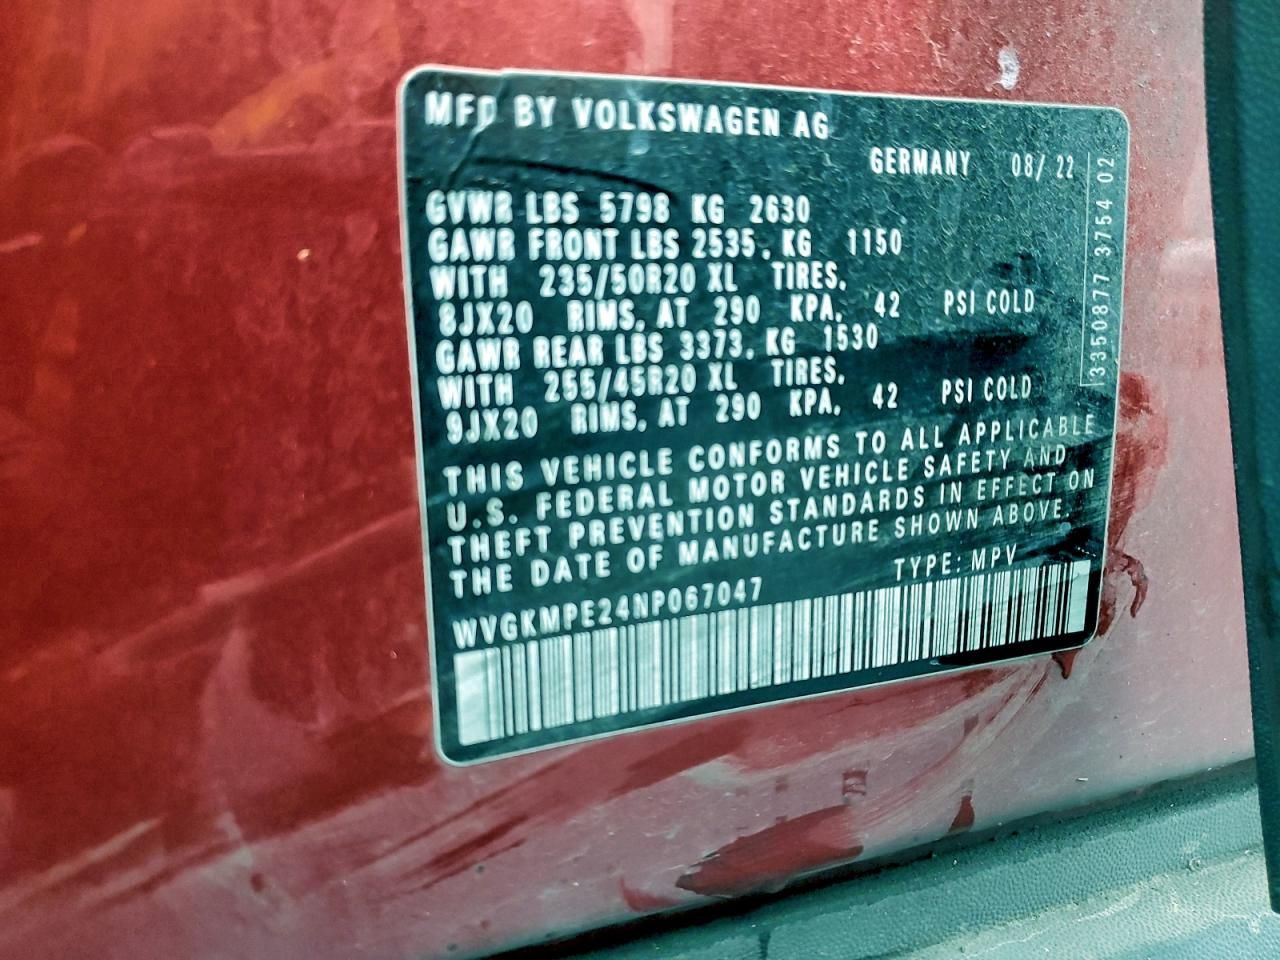 MFD BY VOLKSWAGEN AG
GERMANY 08/ 22
GVWR LBS 5798 KG 2630
GAWR FRONT LBS 2535, KG 1150
WITH 235/50R20 XL TIRES,
8JX20 RIMS, AT 290 KPA, 42 PSI COLD
GAWR REAR LBS 3373, KG 1530
WITH 255/45R20 XL TIRES,
9JX20 RIMS, AT 290 KPA, 42 PSI COLD
THIS VEHICLE CONFORMS TO ALL APPLICABLE
U.S. FEDERAL MOTOR VEHICLE SAFETY AND
THEFT PREVENTION STANDARDS IN EFFECT ON
THE DATE OF MANUFACTURE SHOWN ABOVE.
WVGKMPE24NP067047 TYPE: MPV
3350877 3754 02